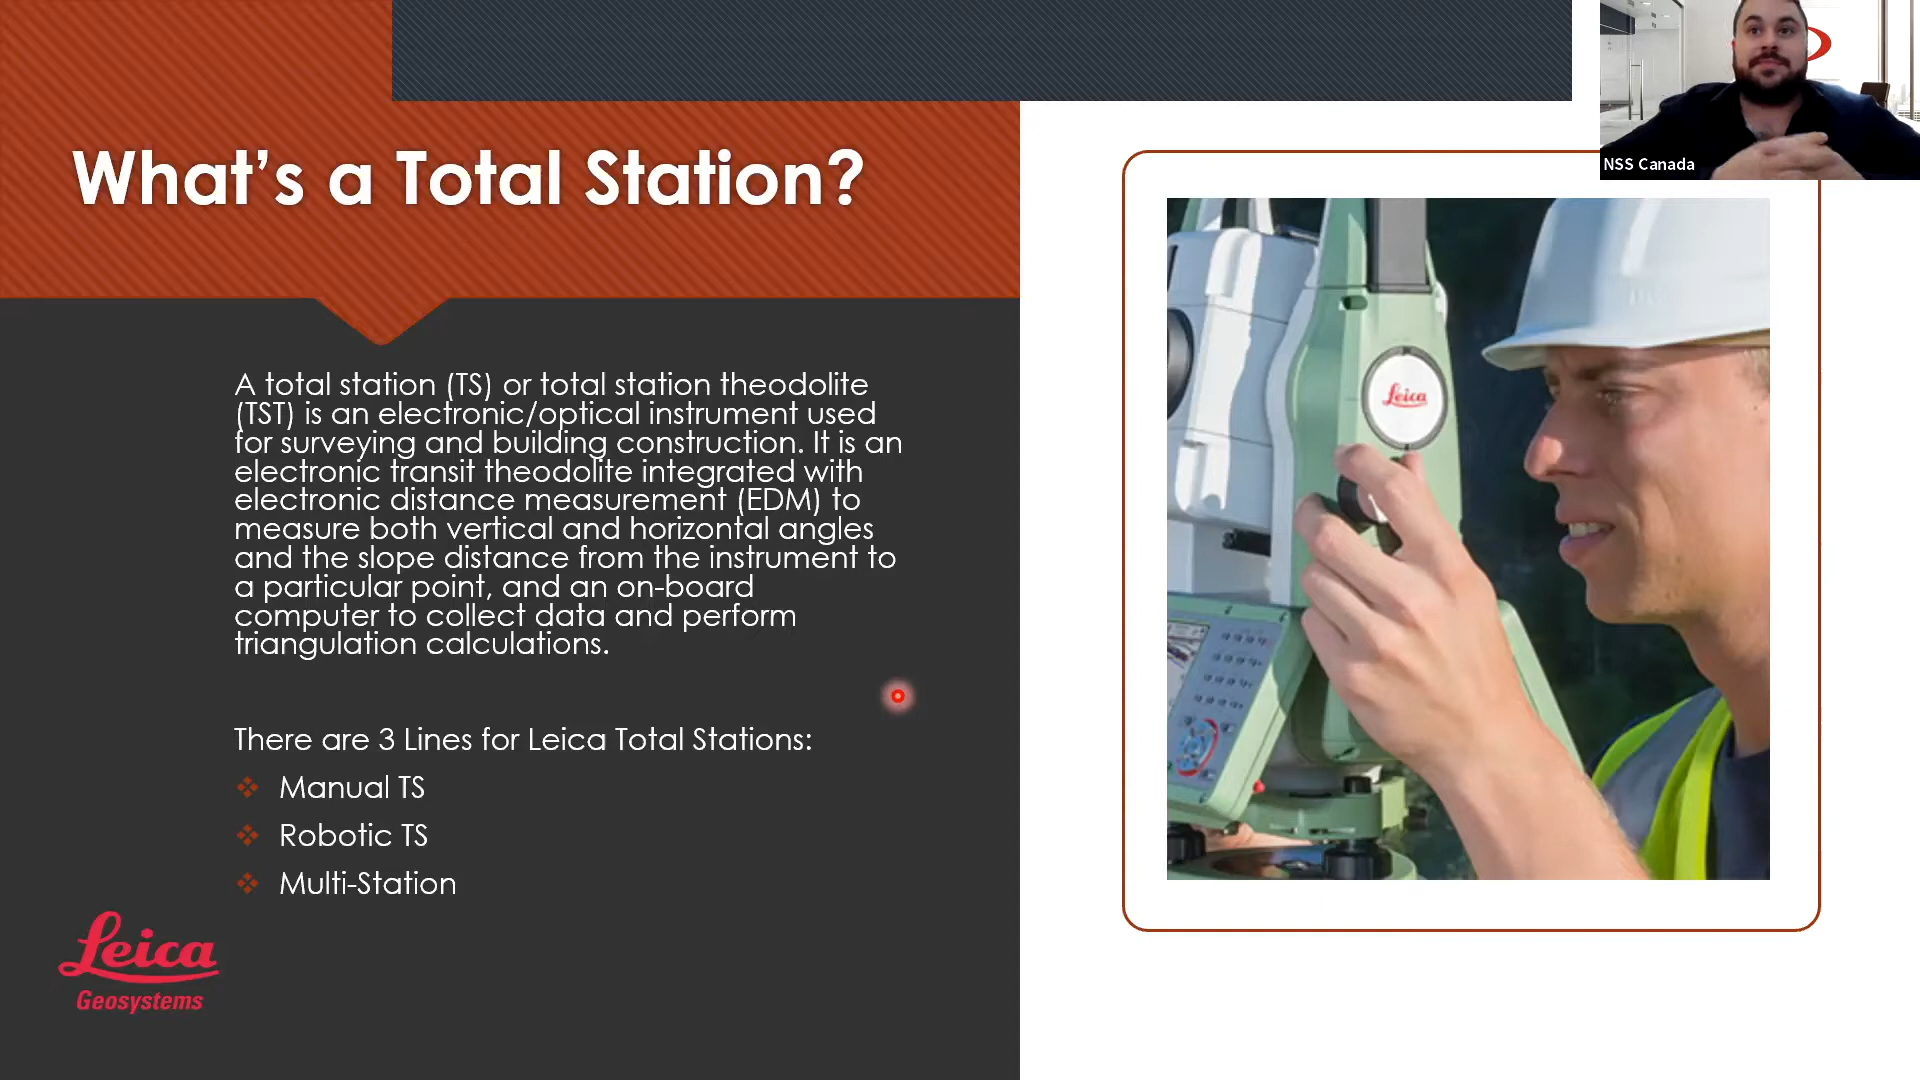 What's a Total Station?
NSS Canada
A total station (TS) or total station theodolite
(TST) is an electronic/optical instrument used
for surveying and building construction. It is an
electronic transit theodolite integrated with
electronic distance measurement (EDM) to
measure both vertical and horizontal angles
and the slope distance from the instrument to
a particular point, and an on-board
computer to collect data and perform
triangulation calculations.
There are 3 Lines for Leica Total Stations:
Manual TS
Robotic TS
Multi-Station
Leica
Geosystems
Leica